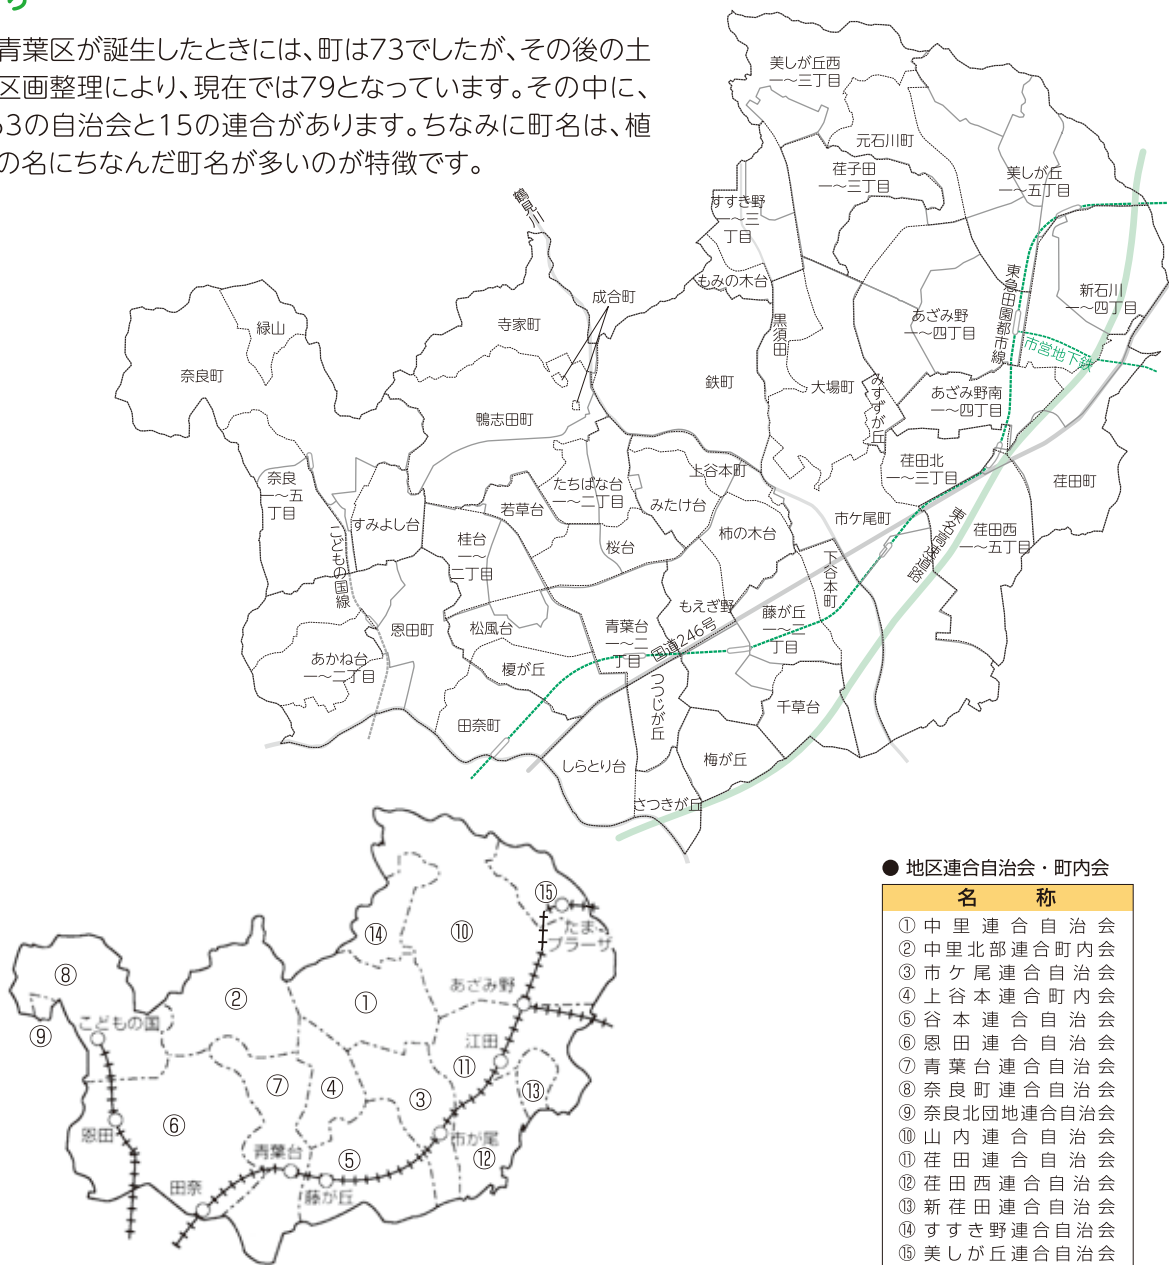 青葉区が誕生したときには、町は73でしたが、その後の土
区画整理により、現在では79となっています。その中に、
63の自治会と15の連合があります。ちなみに町名は、植
の名にちなんだ町名が多いのが特徴です。
美しが丘西
一～三丁目
元石川町
荏子田
一～三丁目
美しが丘
一～五丁目
すすき野
一～三
丁目
鶴見川
もみの木台
東急田園都市線
新石川
一～四丁目
成合町
寺家町
緑山
黒須田
あざみ野
一～四丁目
市営地下鉄
奈良町
鉄町
大場町
みすずが丘
あざみ野南
一～四丁目
鴨志田町
上谷本町
荏田北
一～三丁目
荏田町
奈良
一～五
丁目
たちばな台
一～二丁目
みたけ台
若草台
すみよし台
市ケ尾町
柿の木台
東名高速道路
荏田西
一～五丁目
桂台
一～
二丁目
桜台
こどもの国線
下谷本町
もえぎ野
藤が丘
一～二
丁目
恩田町
松風台
青葉台
一～二
丁目
国道246号
あかね台
一～二丁目
榎が丘
つつじが丘
千草台
田奈町
しらとり台
梅が丘
さつきが丘
⑮
たま
プラーザ
⑭
⑩
⑧
あざみ野
②
①
⑨
こどもの国
江田
⑪
⑦
④
③
⑬
⑥
恩田
市が尾
青葉台
⑤
⑫
田奈
藤が丘
● 地区連合自治会・町内会
名 称
① 中里連合自治会
② 中里北部連合町内会
③ 市ケ尾連合自治会
④ 上谷本連合町内会
⑤ 谷本連合自治会
⑥ 恩田連合自治会
⑦ 青葉台連合自治会
⑧ 奈良町連合自治会
⑨ 奈良北団地連合自治会
⑩ 山内連合自治会
⑪ 荏田連合自治会
⑫ 荏田西連合自治会
⑬ 新荏田連合自治会
⑭ すすき野連合自治会
⑮ 美しが丘連合自治会